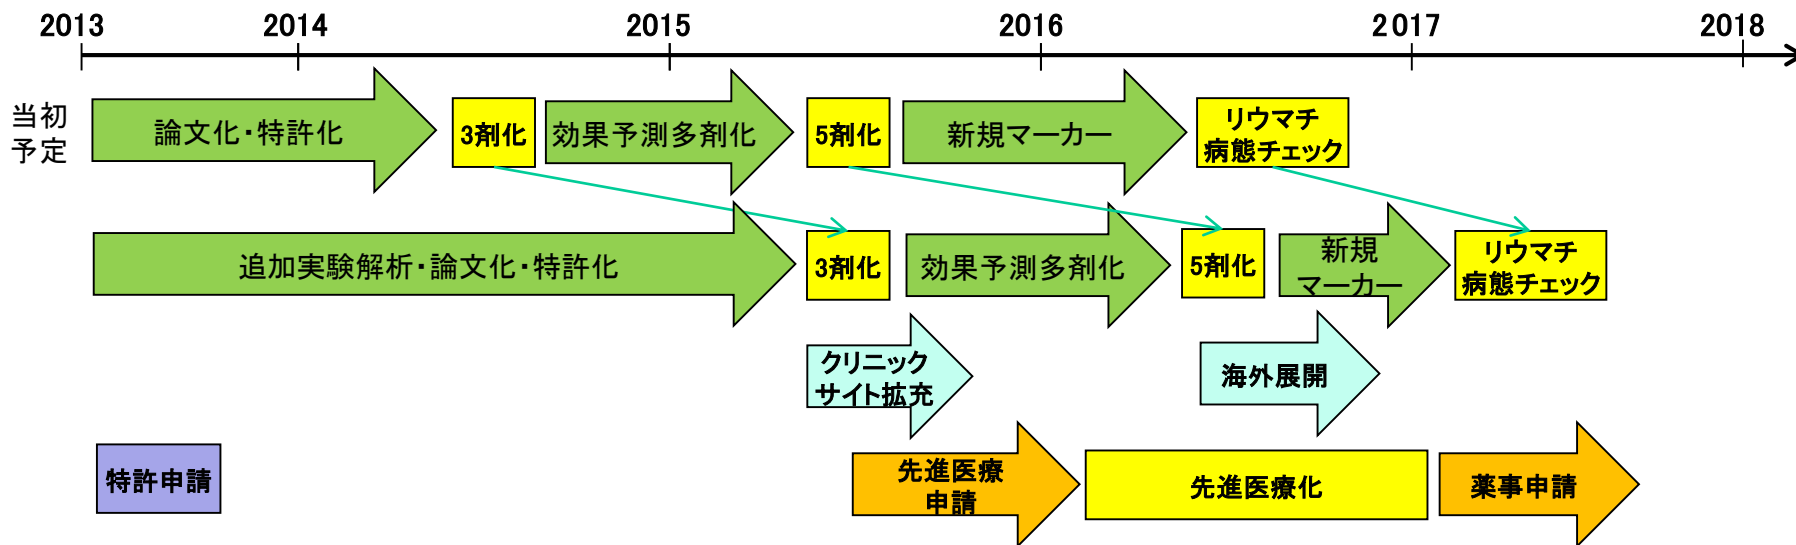 2013 2014 2015 2016 2017 2018
当初
予定
論文化・特許化
3剤化
効果予測多剤化
5剤化
新規マーカー
リウマチ
病態チェック
追加実験解析・論文化・特許化
3剤化
効果予測多剤化
5剤化
新規
マーカー
リウマチ
病態チェック
クリニック
サイト拡充
海外展開
特許申請
先進医療
申請
先進医療化
薬事申請